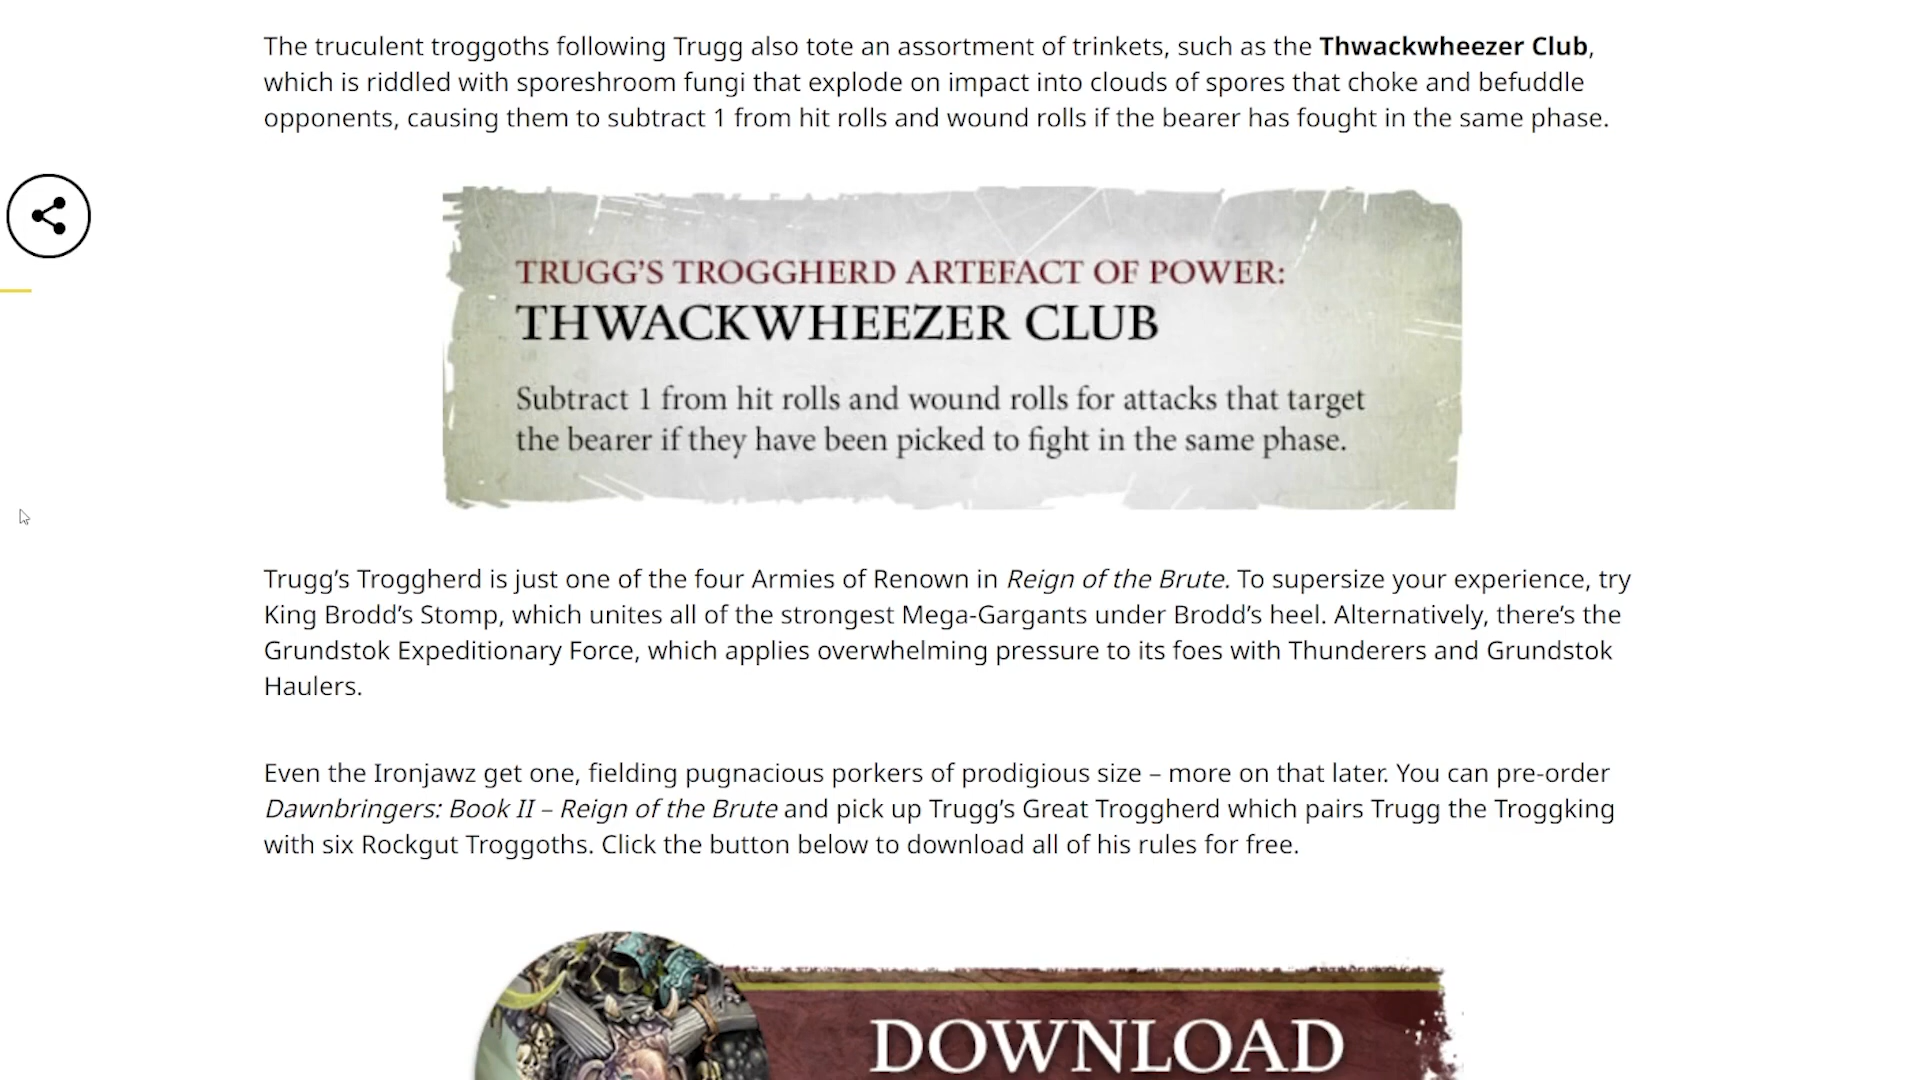 The truculent troggoths following Trugg also tote an assortment of trinkets, such as the Thwackwheezer Club,
which is riddled with sporeshroom fungi that explode on impact into clouds of spores that choke and befuddle
opponents, causing them to subtract 1 from hit rolls and wound rolls if the bearer has fought in the same phase.
TRUGG'S TROGGHERD ARTEFACT OF POWER:
THWACKWHEEZER CLUB
Subtract 1 from hit rolls and wound rolls for attacks that target
the bearer if they have been picked to fight in the same phase.
Trugg's Troggherd is just one of the four Armies of Renown in Reign of the Brute. To supersize your experience, try
King Brodd's Stomp, which unites all of the strongest Mega-Gargants under Brodd's heel. Alternatively, there's the
Grundstok Expeditionary Force, which applies overwhelming pressure to its foes with Thunderers and Grundstok
Haulers.
Even the Ironjawz get one, fielding pugnacious porkers of prodigious size – more on that later. You can pre-order
Dawnbringers: Book II – Reign of the Brute and pick up Trugg's Great Troggherd which pairs Trugg the Troggking
with six Rockgut Troggoths. Click the button below to download all of his rules for free.
DOWNLOAD